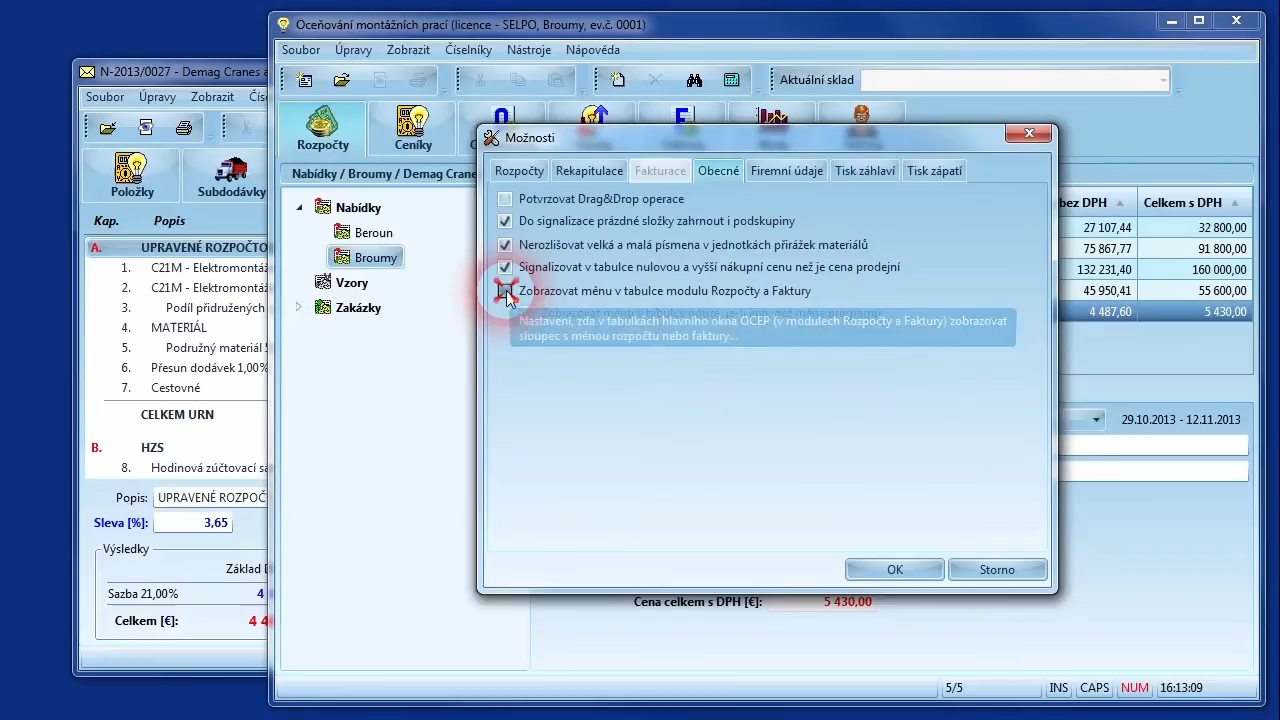 Oceňování montážních prací (licence - SELPO, Broumy, ev.č. 0001)
Soubor Úpravy Zobrazit Číselníky Nástroje Nápověda
Aktuální sklad
Rozpočty Ceníky
Nabídky / Broumy / Demag Crane
Nabídky
Beroun
Broumy
Vzory
Zakázky
N-2013/0027 - Demag Cranes a
Soubor Úpravy Zobrazit Čís
Položky Subdodávky
Kap. Popis
A. UPRAVENÉ ROZPOČTO
1. C21M - Elektromontáž
2. C21M - Elektromontáž
3. Podíl přidružených
4. MATERIÁL
5. Podružný materiál
6. Přesun dodávek 1,00%
7. Cestovné
CELKEM URN
B. HZS
8. Hodinová zúčtovací sa
Popis: UPRAVENÉ ROZPOČT
Sleva [%]: 3,65
Výsledky
Základ
Sazba 21,00% 4
Celkem [€]: 4 4
Možnosti
Rozpočty Rekapitulace Fakturace Obecné Firemní údaje Tisk záhlaví Tisk zápatí
Potvrzovat Drag&Drop operace
Do signalizace prázdné složky zahrnout i podskupiny
Nerozlišovat velká a malá písmena v jednotkách přirážek materiálů
Signalizovat v tabulce nulovou a vyšší nákupní cenu než je cena prodejní
Zobrazovat měnu v tabulce modulu Rozpočty a Faktury
Nastavení, zda v tabulkách hlavního okna OCEP (v modulech Rozpočty a Faktury) zobrazovat
sloupec s měnou rozpočtu nebo faktury...
OK Storno
bez DPH Celkem s DPH
27 107,44 32 800,00
75 867,77 91 800,00
132 231,40 160 000,00
45 950,41 55 600,00
4 487,60 5 430,00
29.10.2013 - 12.11.2013
Cena celkem s DPH [€]: 5 430,00
5/5 INS CAPS NUM 16:13:09